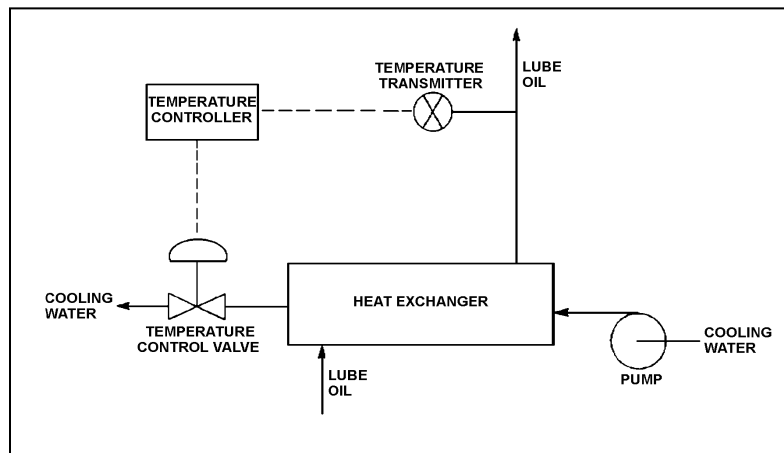 TEMPERATURE
TRANSMITTER
LUBE
OIL
TEMPERATURE
CONTROLLER
HEAT EXCHANGER
COOLING
WATER
TEMPERATURE
CONTROL VALVE
COOLING
WATER
PUMP
LUBE
OIL